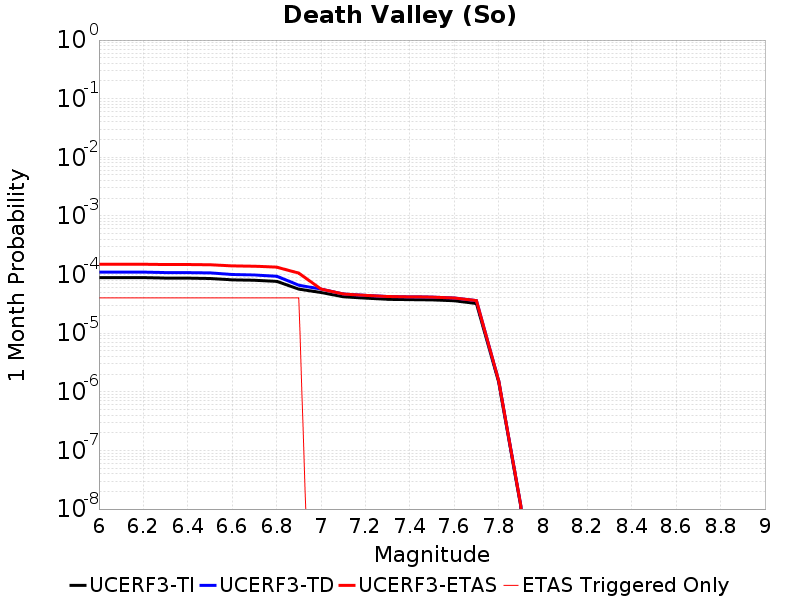 Death Valley (So)
1 Month Probability
10^0
10^-1
10^-2
10^-3
10^-4
10^-5
10^-6
10^-7
10^-8
6 6.2 6.4 6.6 6.8 7 7.2 7.4 7.6 7.8 8 8.2 8.4 8.6 8.8 9
Magnitude
UCERF3-TI UCERF3-TD UCERF3-ETAS ETAS Triggered Only